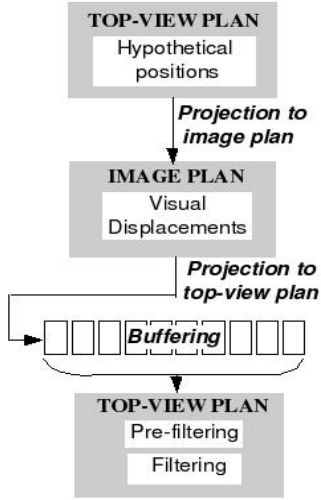 TOP-VIEW PLAN
Hypothetical
positions
Projection to
image plan
IMAGE PLAN
Visual
Displacements
Projection to
top-view plan
Buffering
TOP-VIEW PLAN
Pre-filtering
Filtering